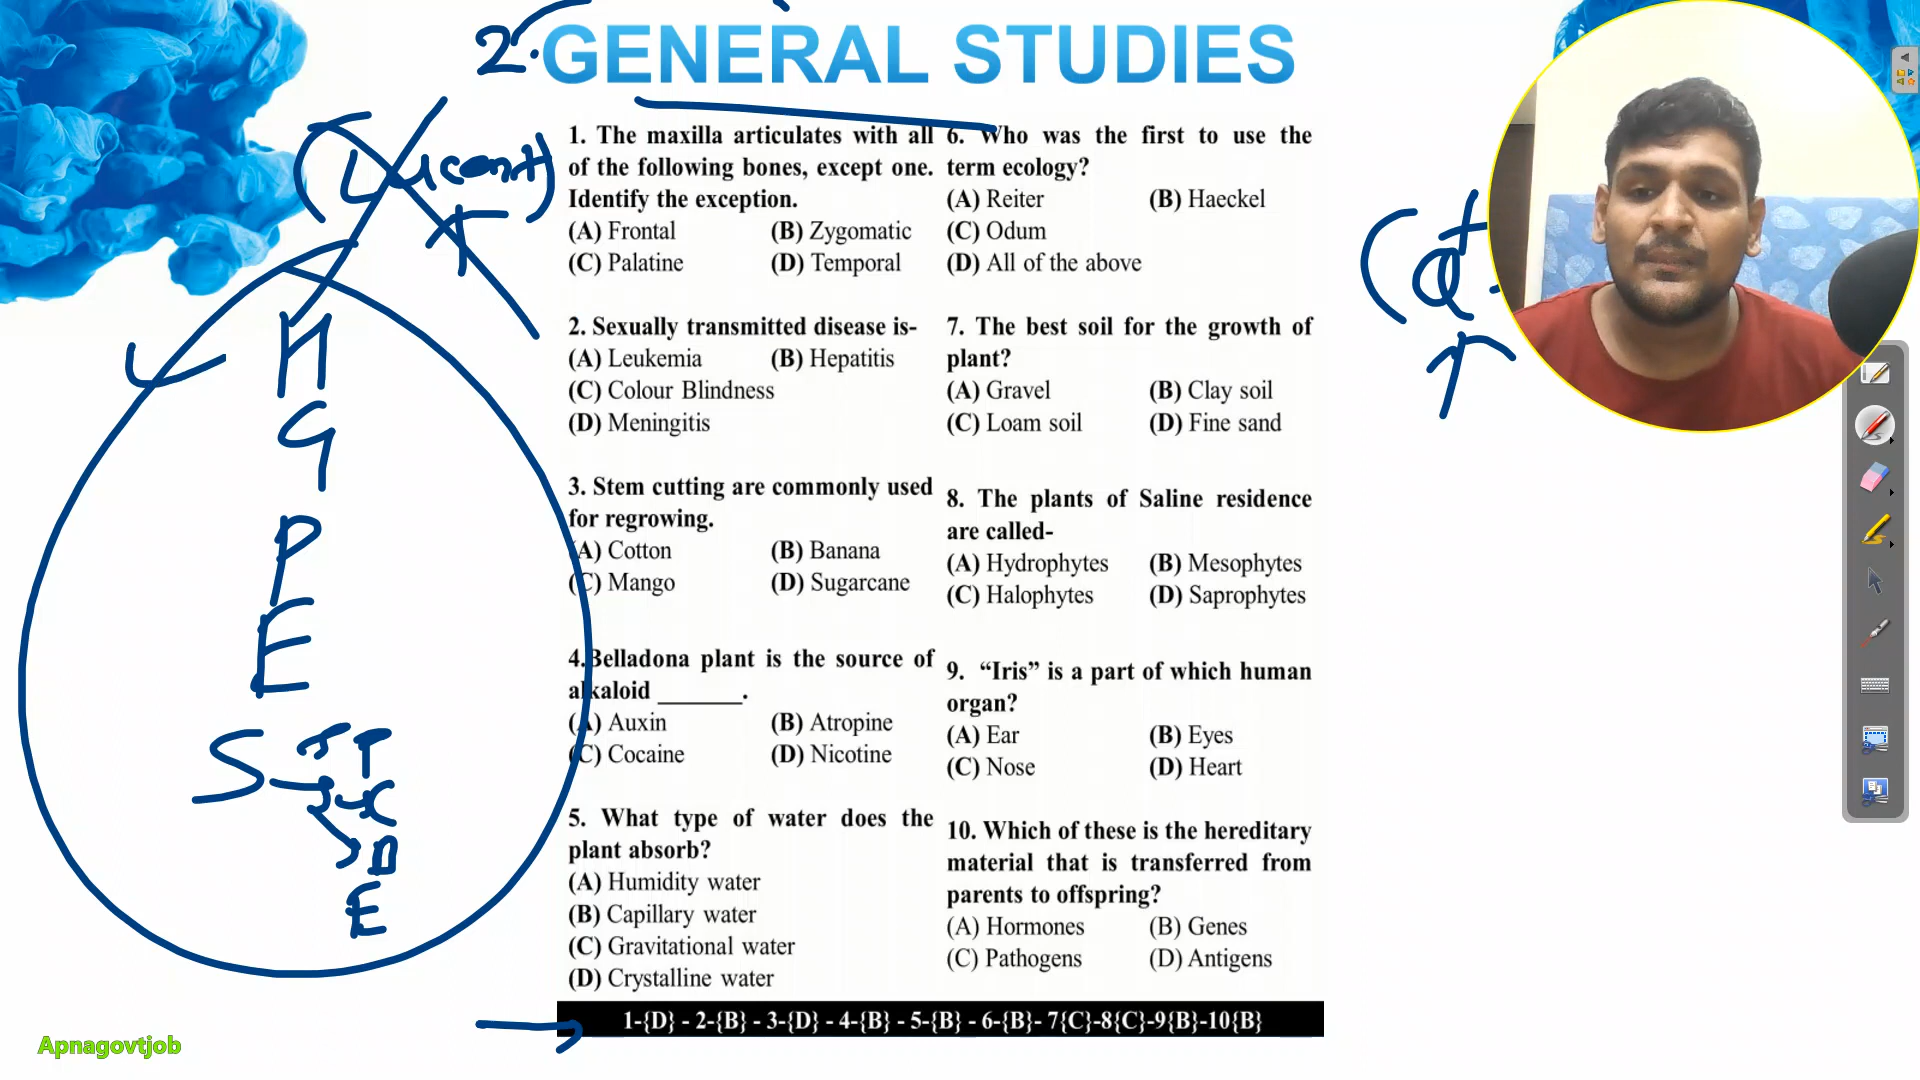 2.
GENERAL STUDIES
(Lucent)
H
G
P
E
S
C
D
E
1. The maxilla articulates with all
of the following bones, except one.
Identify the exception.
(A) Frontal (B) Zygomatic
(C) Palatine (D) Temporal
2. Sexually transmitted disease is-
(A) Leukemia (B) Hepatitis
(C) Colour Blindness
(D) Meningitis
3. Stem cutting are commonly used
for regrowing.
(A) Cotton (B) Banana
(C) Mango (D) Sugarcane
4.Belladona plant is the source of
alkaloid _______.
(A) Auxin (B) Atropine
(C) Cocaine (D) Nicotine
5. What type of water does the
plant absorb?
(A) Humidity water
(B) Capillary water
(C) Gravitational water
(D) Crystalline water
6. Who was the first to use the
term ecology?
(A) Reiter (B) Haeckel
(C) Odum
(D) All of the above
7. The best soil for the growth of
plant?
(A) Gravel (B) Clay soil
(C) Loam soil (D) Fine sand
8. The plants of Saline residence
are called-
(A) Hydrophytes (B) Mesophytes
(C) Halophytes (D) Saprophytes
9. “Iris” is a part of which human
organ?
(A) Ear (B) Eyes
(C) Nose (D) Heart
10. Which of these is the hereditary
material that is transferred from
parents to offspring?
(A) Hormones (B) Genes
(C) Pathogens (D) Antigens
1-{D} - 2-{B} - 3-{D} - 4-{B} - 5-{B} - 6-{B}- 7{C}-8{C}-9{B}-10{B}
Apnagovtjob